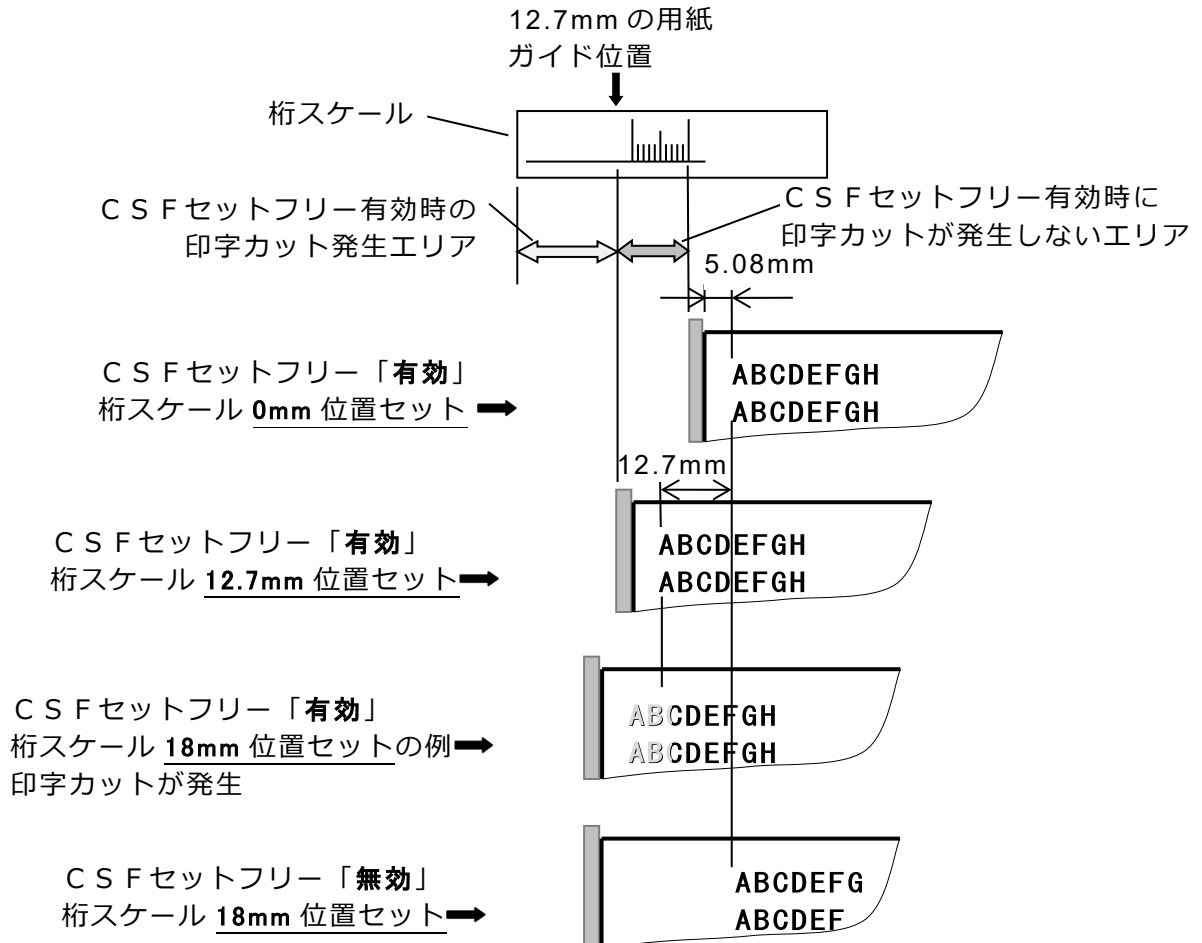 12.7mm の用紙
ガイド位置
桁スケール
ＣＳＦセットフリー有効時の
印字カット発生エリア
ＣＳＦセットフリー有効時に
印字カットが発生しないエリア
5.08mm
ＣＳＦセットフリー「有効」
桁スケール 0mm 位置セット
ABCDEFGH
ABCDEFGH
12.7mm
ＣＳＦセットフリー「有効」
桁スケール 12.7mm 位置セット
ABCDEFGH
ABCDEFGH
ＣＳＦセットフリー「有効」
桁スケール 18mm 位置セットの例
印字カットが発生
ABCDEFGH
ABCDEFGH
ＣＳＦセットフリー「無効」
桁スケール 18mm 位置セット
ABCDEFG
ABCDEF